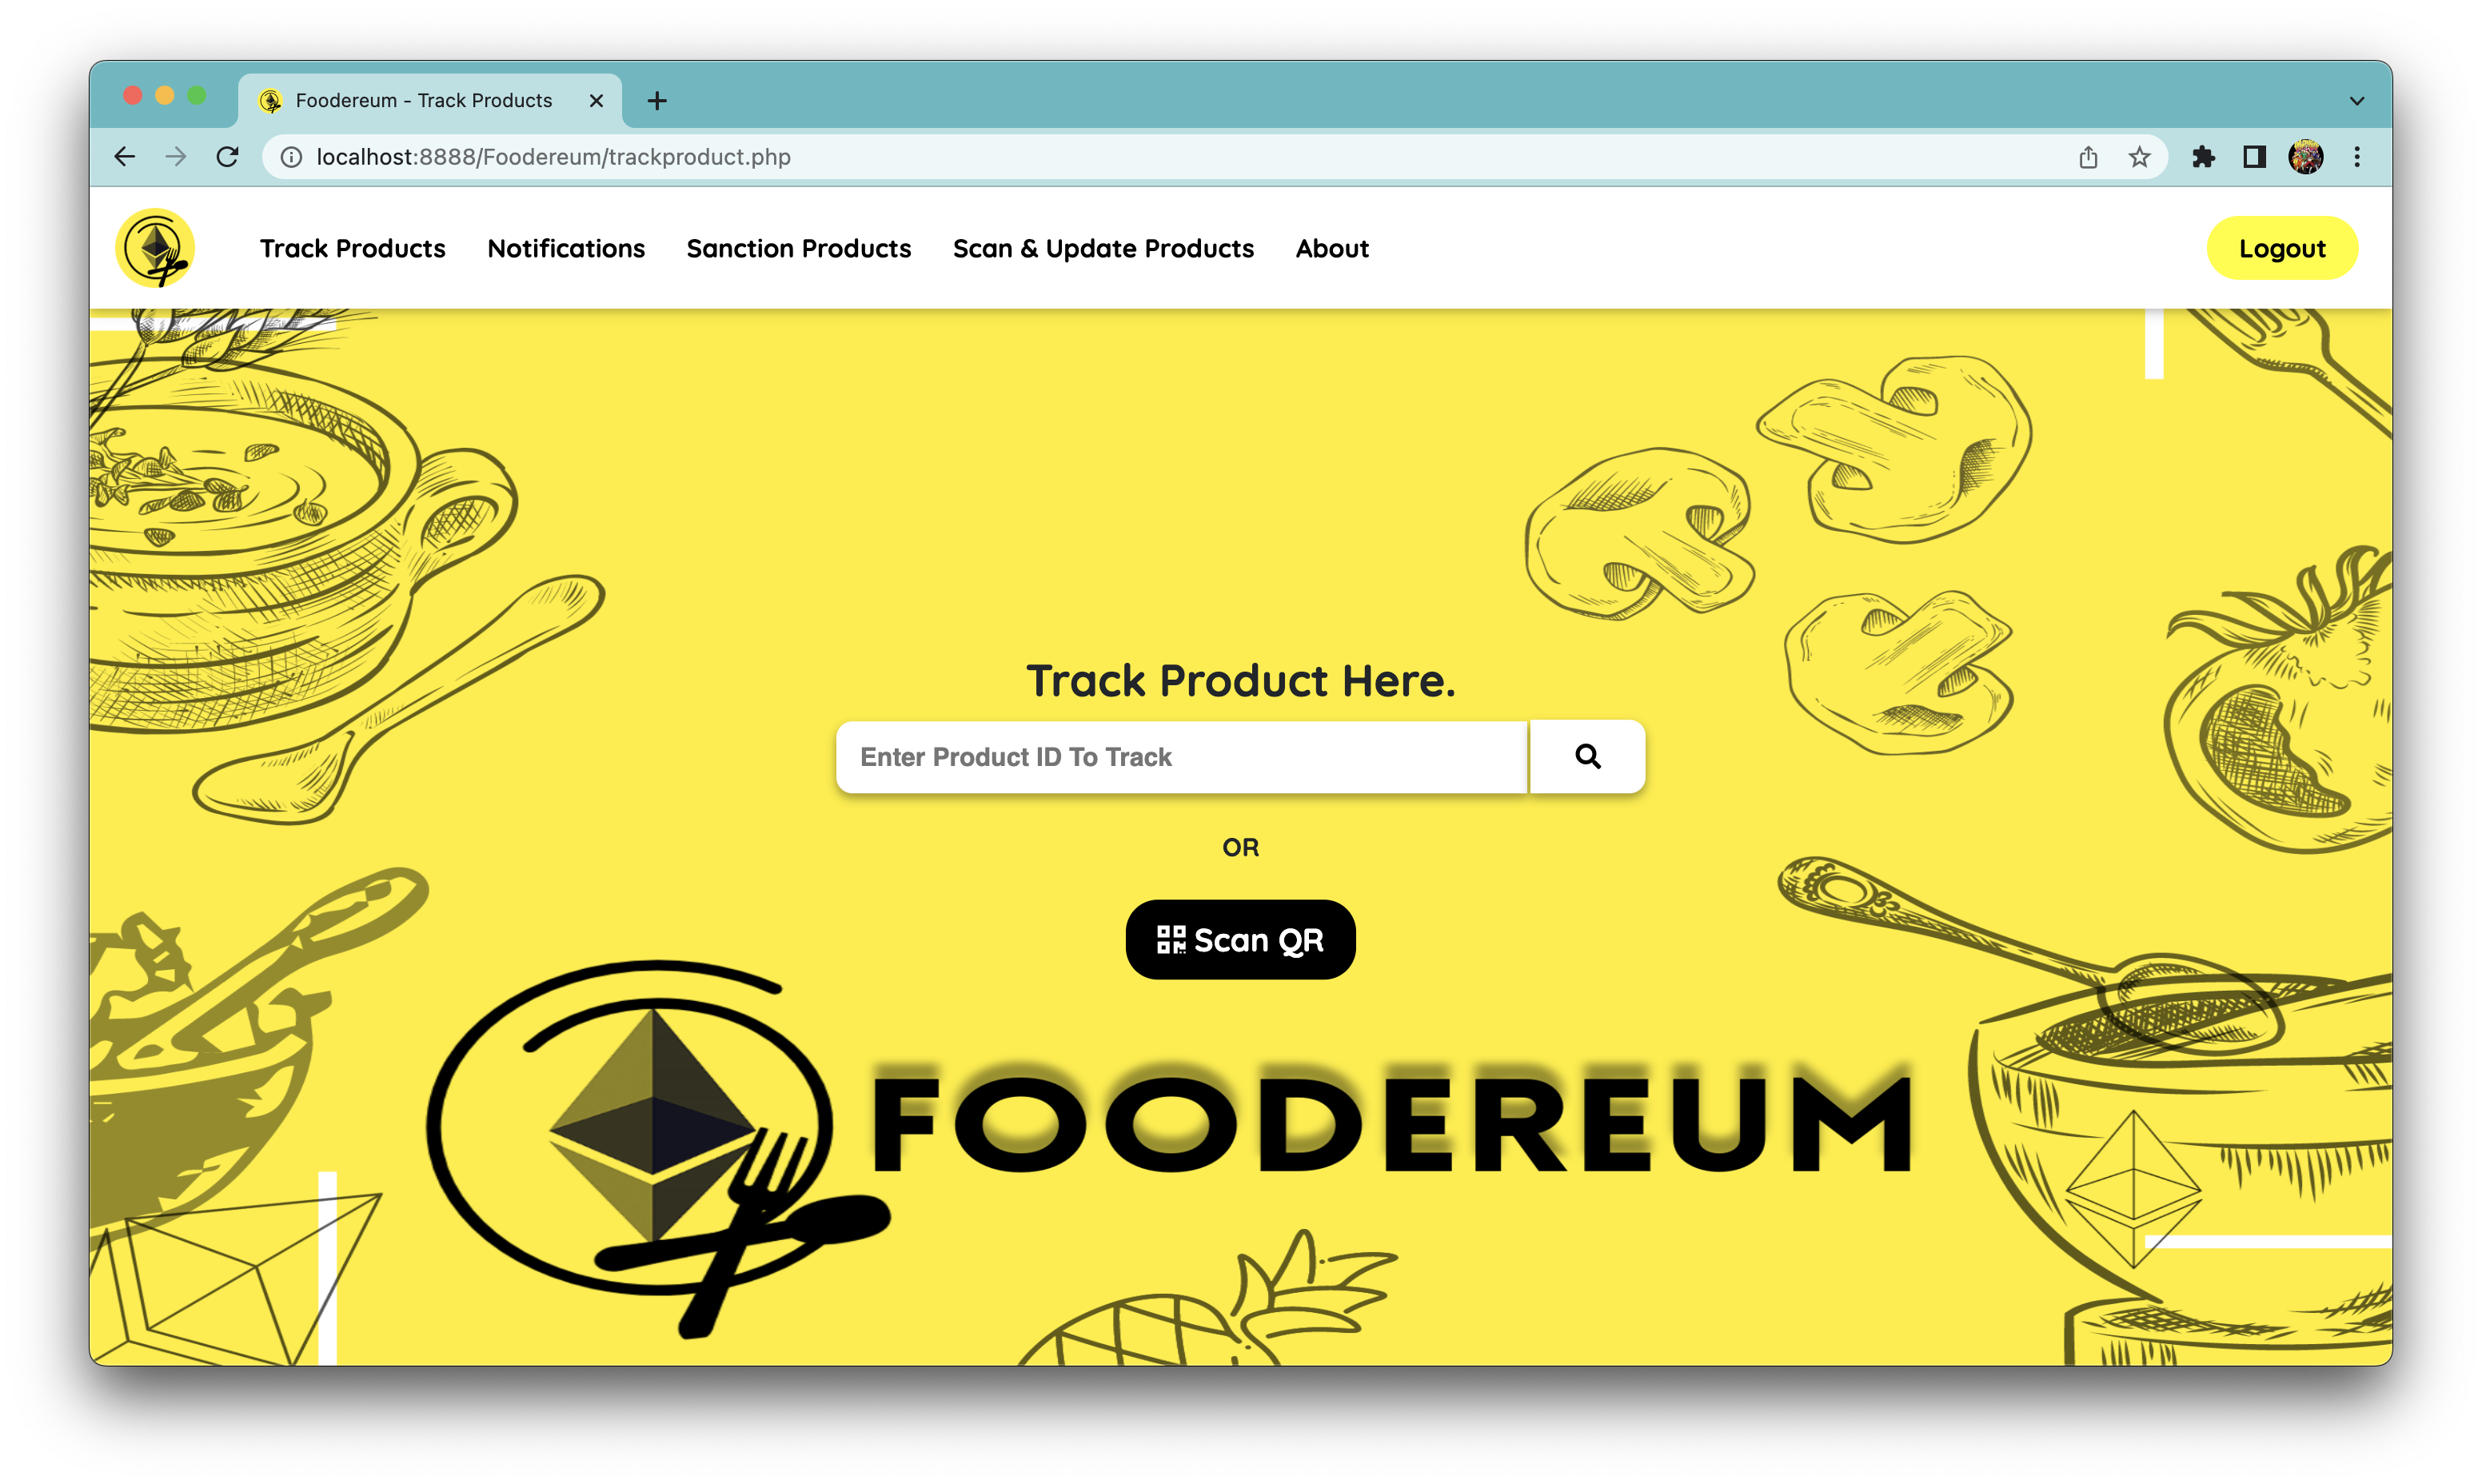 Foodereum - Track Products
localhost:8888/Foodereum/trackproduct.php
Track Products Notifications Sanction Products Scan & Update Products About Logout
Track Product Here.
Enter Product ID To Track
OR
Scan QR
FOODEREUM